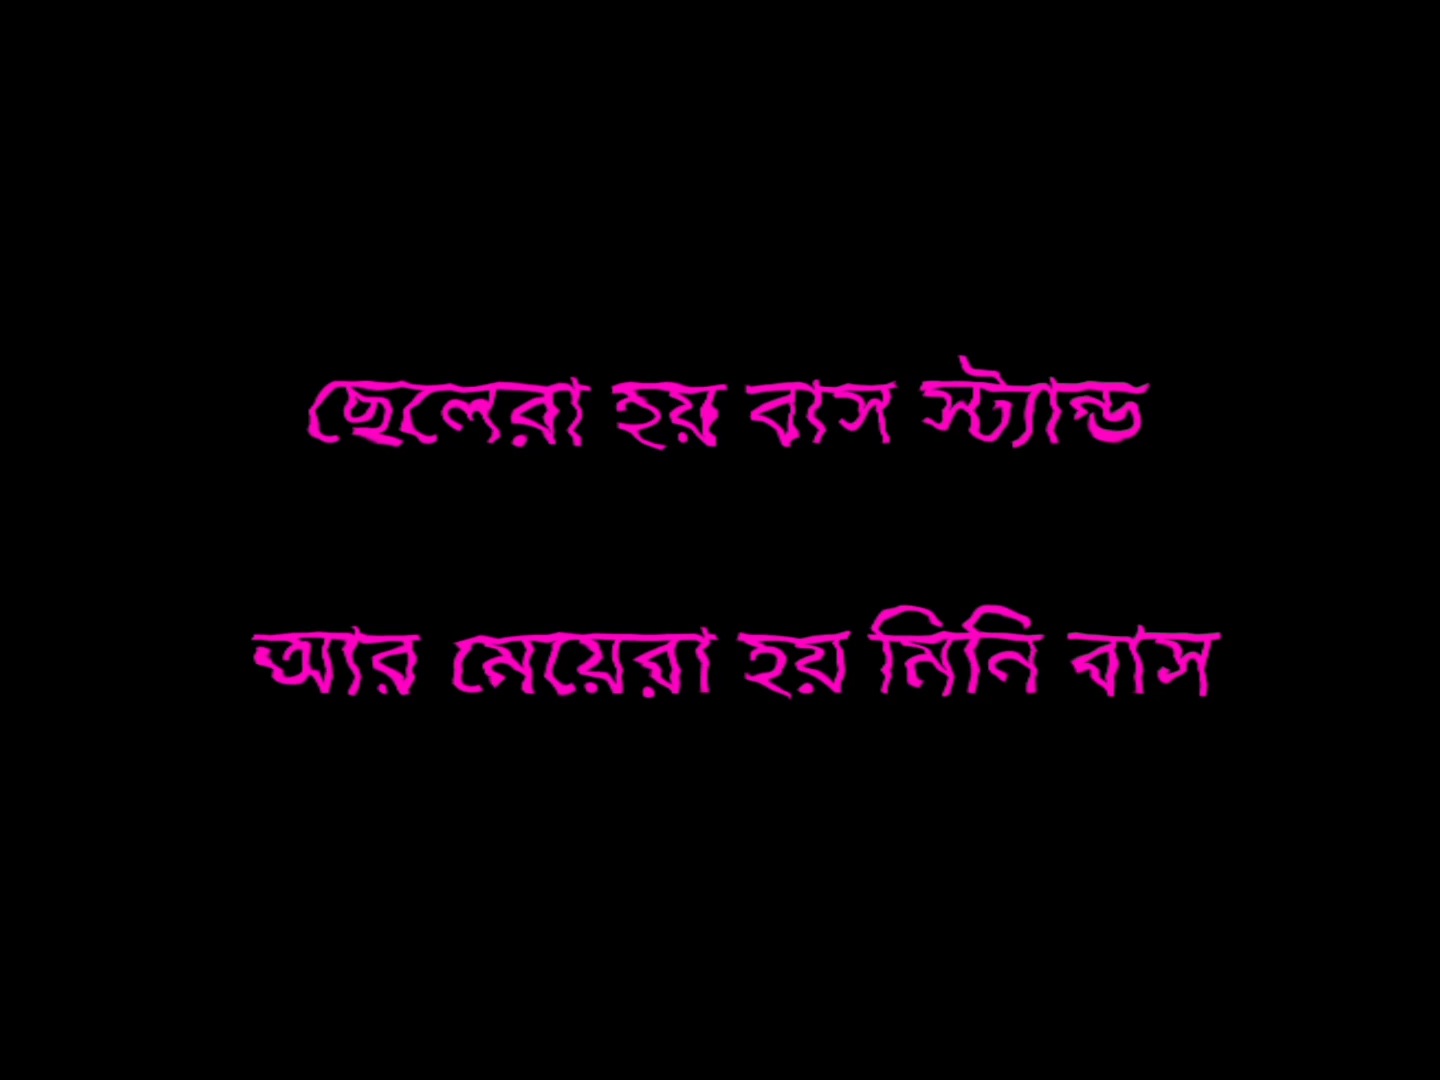 ছেলেরা হয় বাস স্ট্যান্ড
আর মেয়েরা হয় মিনি বাস